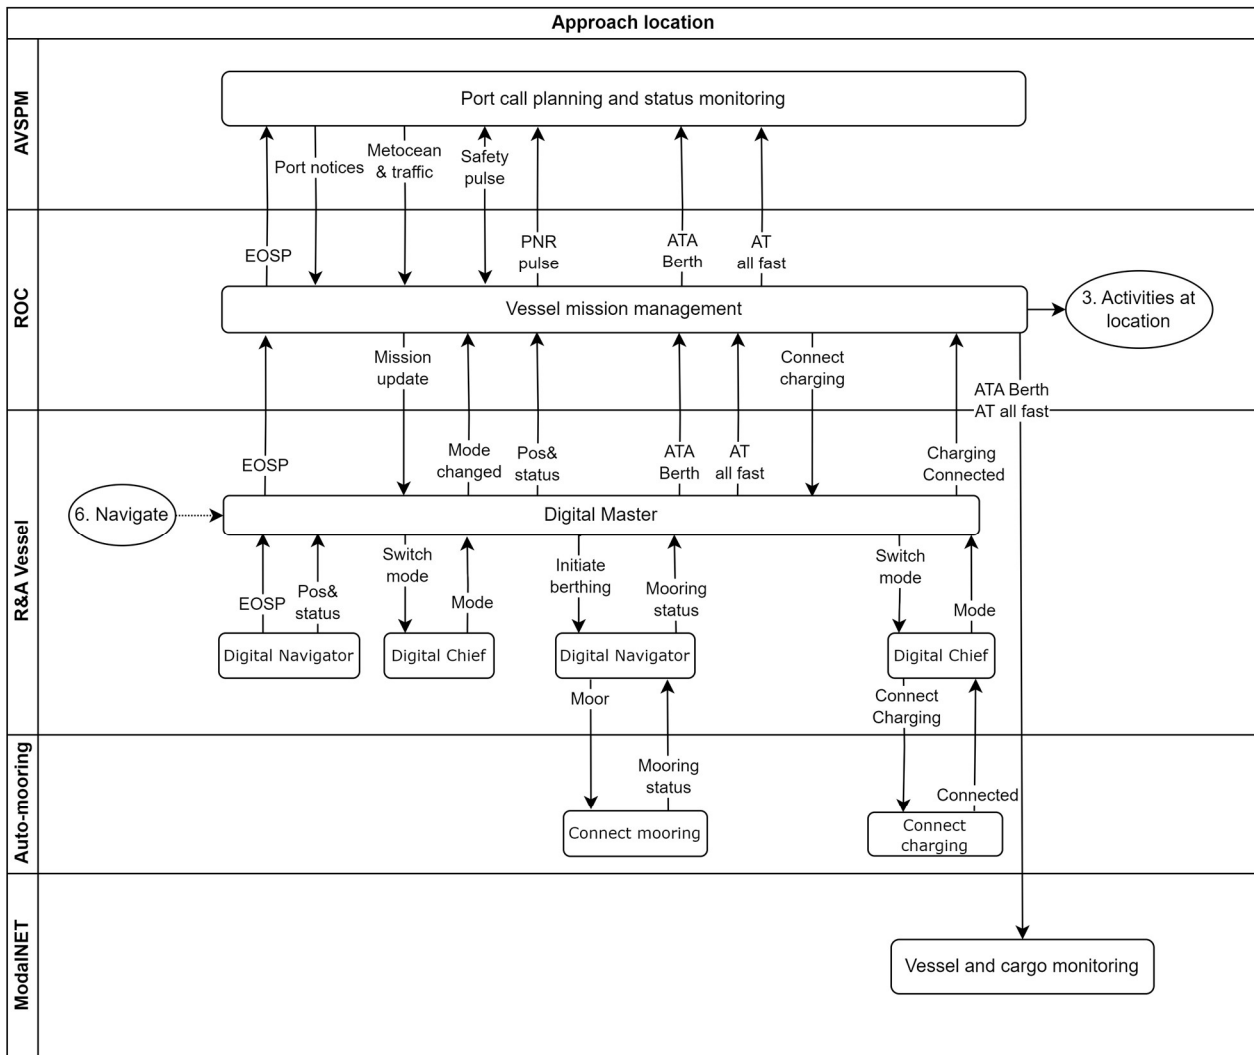 Approach location
AVSPM
Port call planning and status monitoring
Port notices
Metocean
& traffic
Safety
pulse
ROC
EOSP
PNR
pulse
ATA
Berth
AT
all fast
Vessel mission management
3. Activities at
location
Mission
update
Connect
charging
ATA Berth
AT all fast
R&A Vessel
EOSP
Mode
changed
Pos&
status
ATA
Berth
AT
all fast
Charging
Connected
6. Navigate
Digital Master
EOSP
Pos&
status
Switch
mode
Mode
Initiate
berthing
Mooring
status
Switch
mode
Mode
Digital Navigator
Digital Chief
Digital Navigator
Digital Chief
Moor
Connect
Charging
Auto-mooring
Mooring
status
Connected
Connect mooring
Connect
charging
ModalNET
Vessel and cargo monitoring